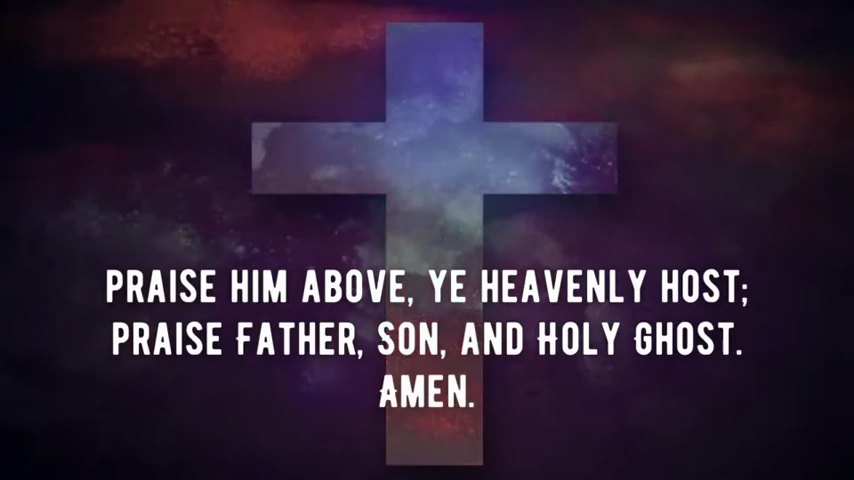 Praise Him above, ye heavenly host;
Praise Father, Son, and Holy Ghost.
Amen.